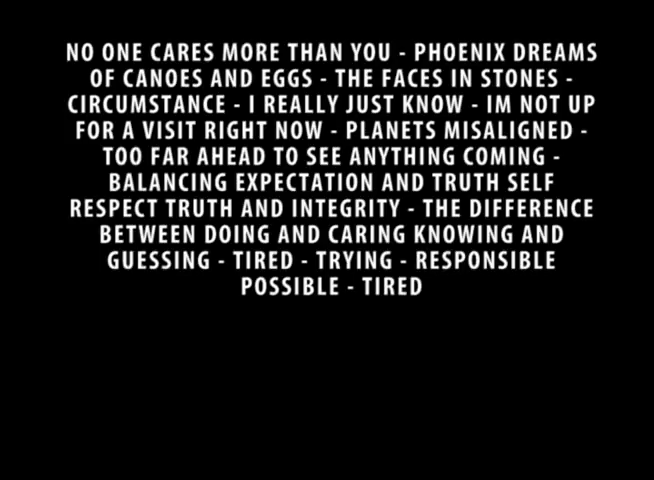 NO ONE CARES MORE THAN YOU - PHOENIX DREAMS
OF CANOES AND EGGS - THE FACES IN STONES -
CIRCUMSTANCE - I REALLY JUST KNOW - IM NOT UP
FOR A VISIT RIGHT NOW - PLANETS MISALIGNED -
TOO FAR AHEAD TO SEE ANYTHING COMING -
BALANCING EXPECTATION AND TRUTH SELF
RESPECT TRUTH AND INTEGRITY - THE DIFFERENCE
BETWEEN DOING AND CARING KNOWING AND
GUESSING - TIRED - TRYING - RESPONSIBLE
POSSIBLE - TIRED